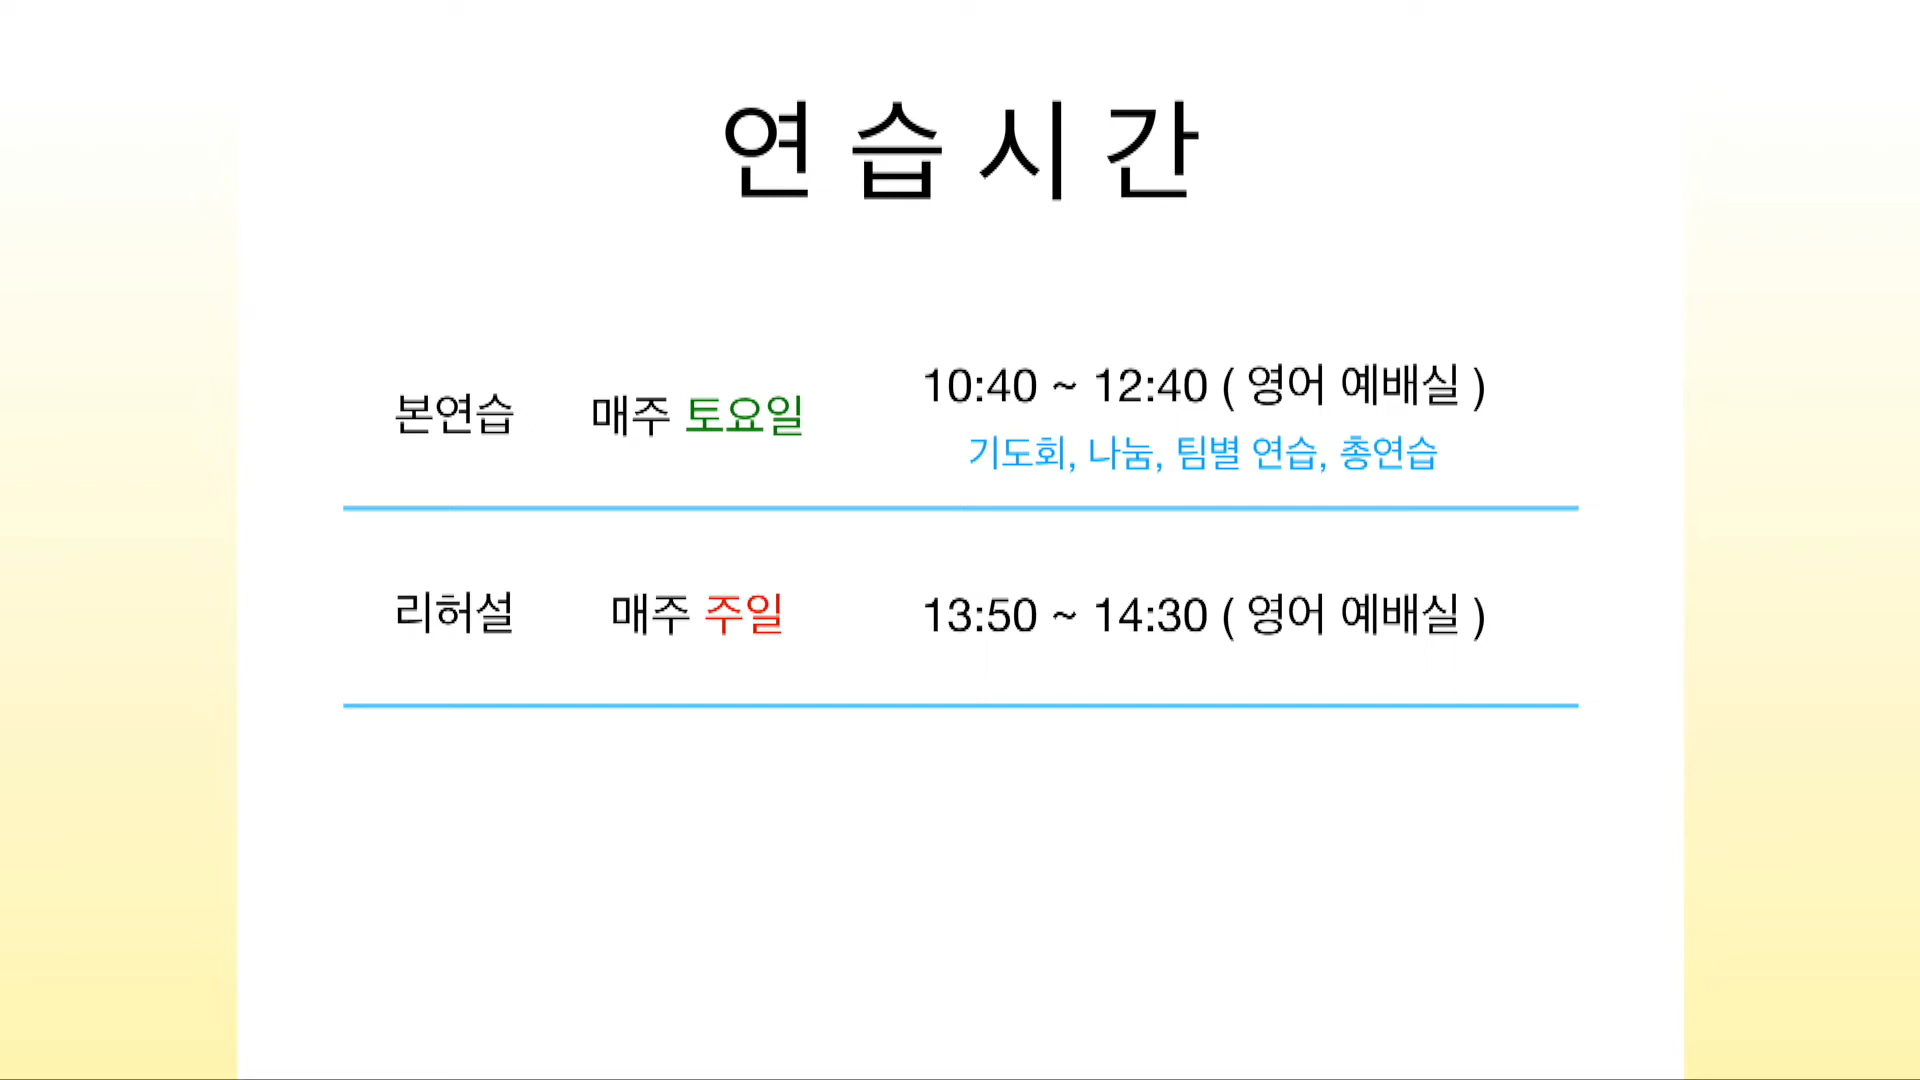 연습시간
본연습 매주 토요일 10:40 ~ 12:40 ( 영어 예배실 )
기도회, 나눔, 팀별 연습, 총연습
리허설 매주 주일 13:50 ~ 14:30 ( 영어 예배실 )